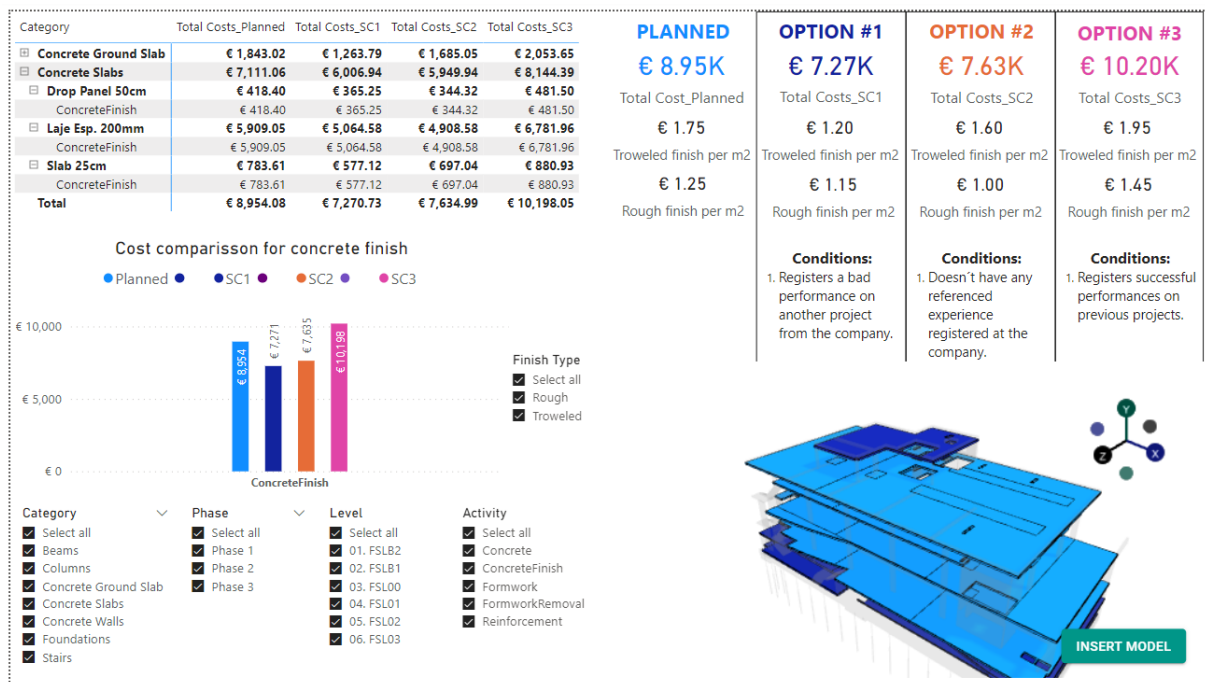 Category Total Costs_Planned Total Costs_SC1 Total Costs_SC2 Total Costs_SC3
Concrete Ground Slab € 1,843.02 € 1,263.79 € 1,685.05 € 2,053.65
Concrete Slabs € 7,111.06 € 6,006.94 € 5,949.94 € 8,144.39
Drop Panel 50cm € 418.40 € 365.25 € 344.32 € 481.50
ConcreteFinish € 418.40 € 365.25 € 344.32 € 481.50
Laje Esp. 200mm € 5,909.05 € 5,064.58 € 4,908.58 € 6,781.96
ConcreteFinish € 5,909.05 € 5,064.58 € 4,908.58 € 6,781.96
Slab 25cm € 783.61 € 577.12 € 697.04 € 880.93
ConcreteFinish € 783.61 € 577.12 € 697.04 € 880.93
Total € 8,954.08 € 7,270.73 € 7,634.99 € 10,198.05
PLANNED
€ 8.95K
Total Cost_Planned
€ 1.75
Troweled finish per m2
€ 1.25
Rough finish per m2
OPTION #1
€ 7.27K
Total Costs_SC1
€ 1.20
Troweled finish per m2
€ 1.15
Rough finish per m2
Conditions:
1. Registers a bad
performance on
another project
from the company.
OPTION #2
€ 7.63K
Total Costs_SC2
€ 1.60
Troweled finish per m2
€ 1.00
Rough finish per m2
Conditions:
1. Doesn´t have any
referenced
experience
registered at the
company.
OPTION #3
€ 10.20K
Total Costs_SC3
€ 1.95
Troweled finish per m2
€ 1.45
Rough finish per m2
Conditions:
1. Registers successful
performances on
previous projects.
Cost comparisson for concrete finish
Planned SC1 SC2 SC3
€ 10,000
€ 5,000
€ 0
€ 8,954
€ 7,271
€ 7,635
€ 10,198
ConcreteFinish
Finish Type
Select all
Rough
Troweled
Category
Select all
Beams
Columns
Concrete Ground Slab
Concrete Slabs
Concrete Walls
Foundations
Stairs
Phase
Select all
Phase 1
Phase 2
Phase 3
Level
Select all
01. FSLB2
02. FSLB1
03. FSL00
04. FSL01
05. FSL02
06. FSL03
Activity
Select all
Concrete
ConcreteFinish
Formwork
FormworkRemoval
Reinforcement
Y
Z
X
INSERT MODEL